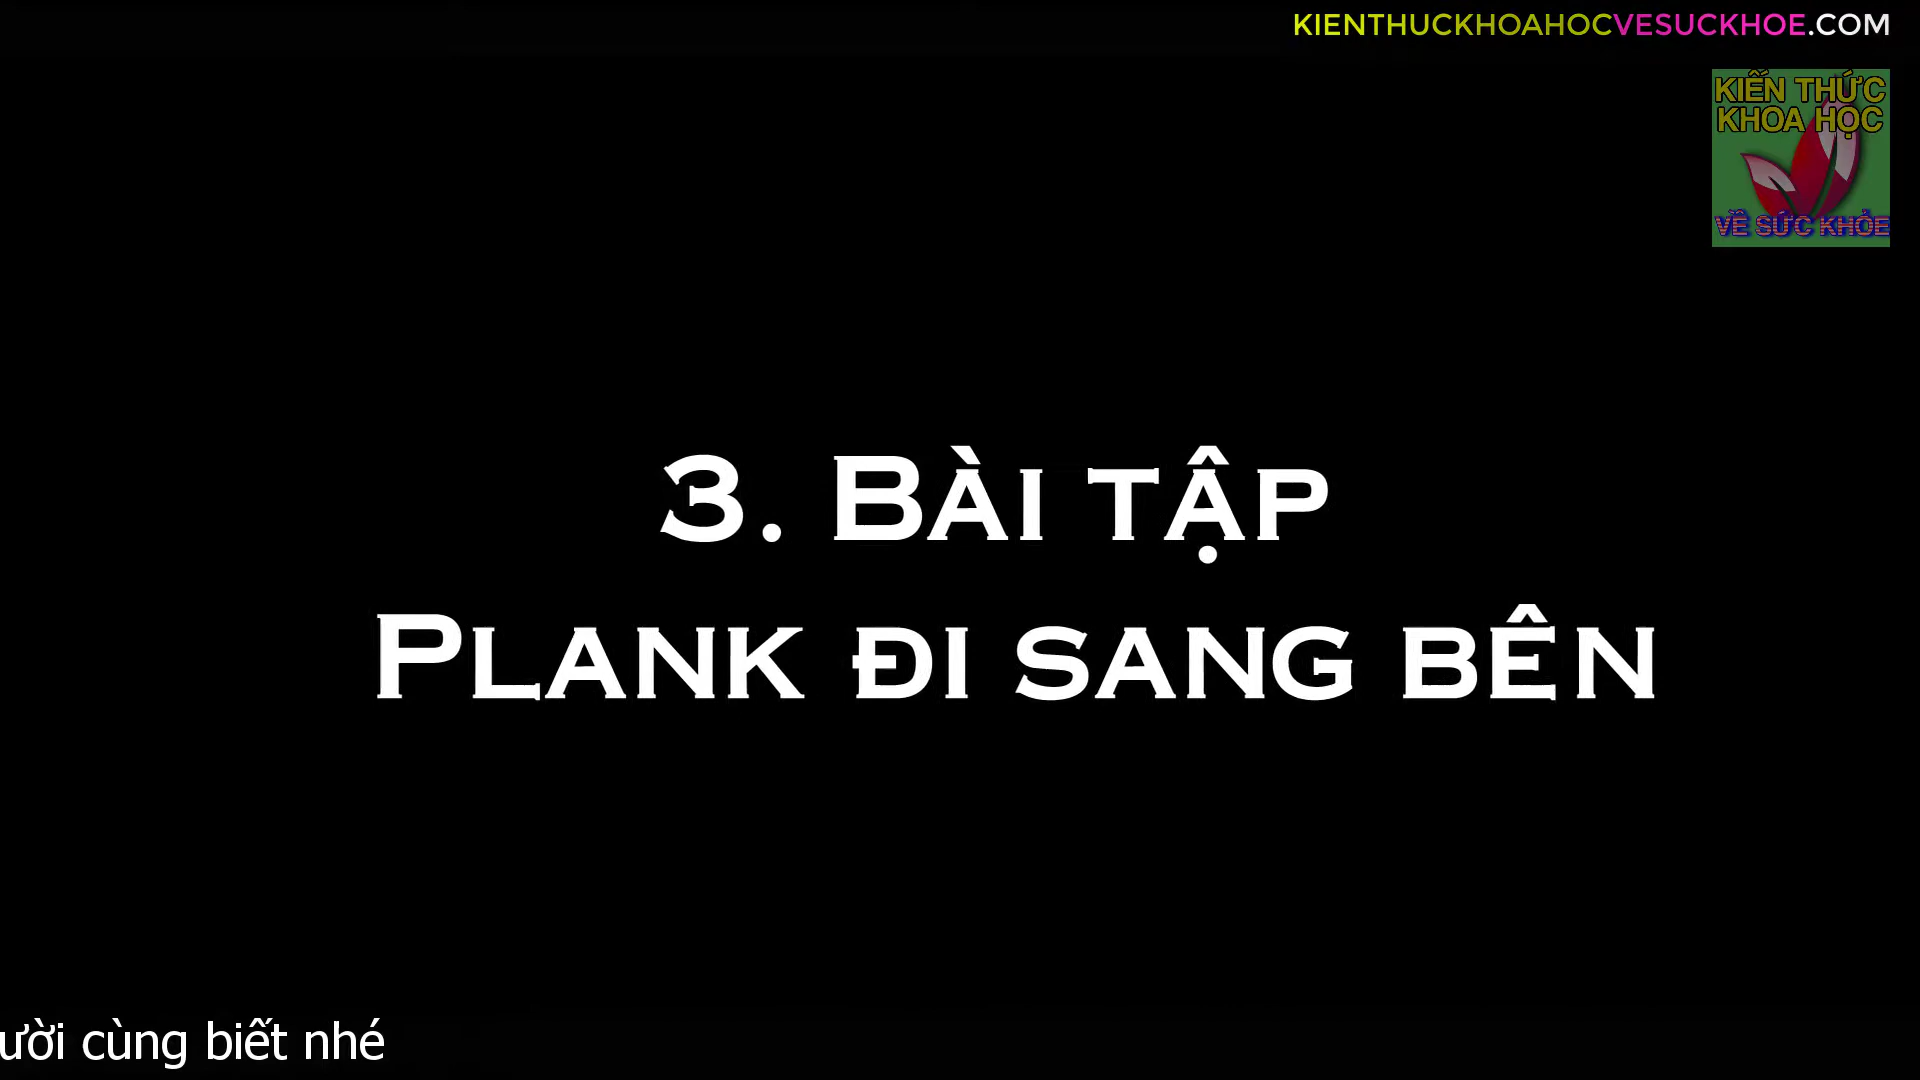 KIENTHUCKHOAHOCVESUCKHOE.COM
KIẾN THỨC
KHOA HỌC
VỀ SỨC KHỎE
3. BÀI TẬP
PLANK ĐI SANG BÊN
cùng biết nhé